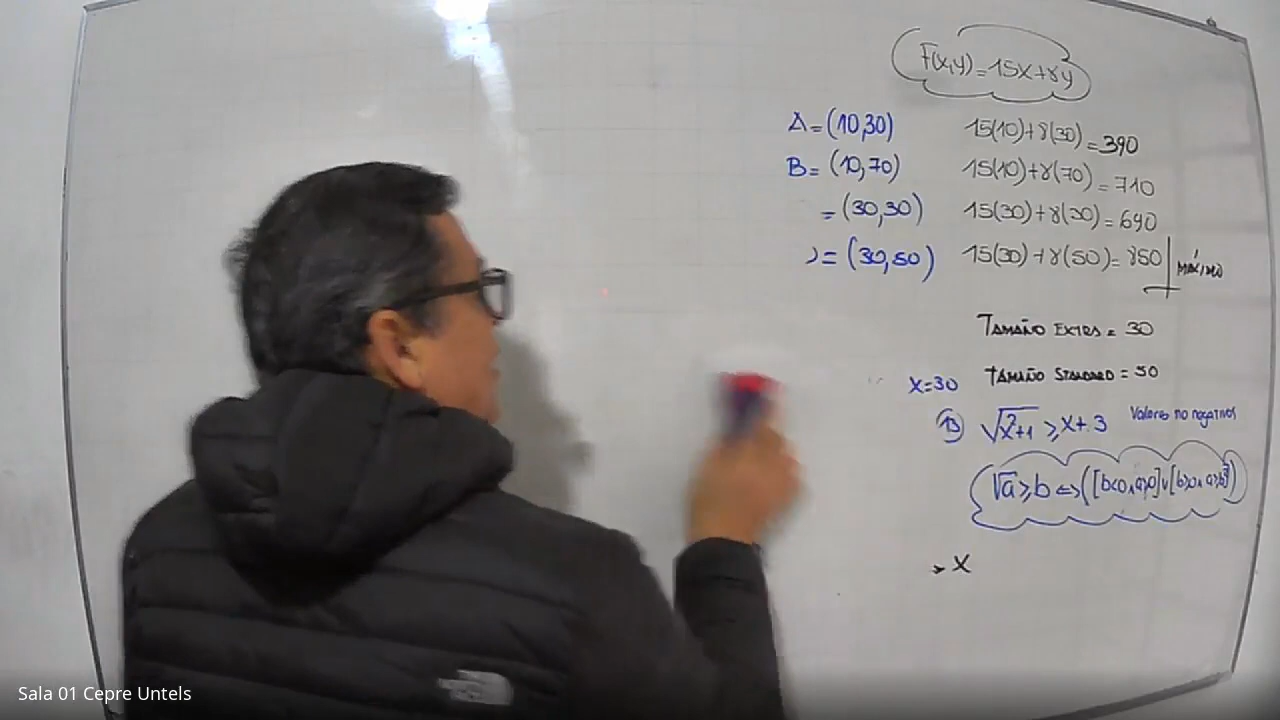 F(x,y)=15x+8y
A=(10,30) 15(10)+8(30)=390
B=(10,70) 15(10)+8(70)=710
=(30,30) 15(30)+8(30)=690
=(30,50) 15(30)+8(50)=850 MÁXIMO
TAMAÑO EXTRA = 30
X=30 TAMAÑO STANDARD = 50
B √x²+1 ≥ x+3 Valores no negativos
√a ≥ b ⟺ ([b<0 ∧ a≥0] ∨ [b≥0 ∧ a≥b²])
x
Sala 01 Cepre Untels